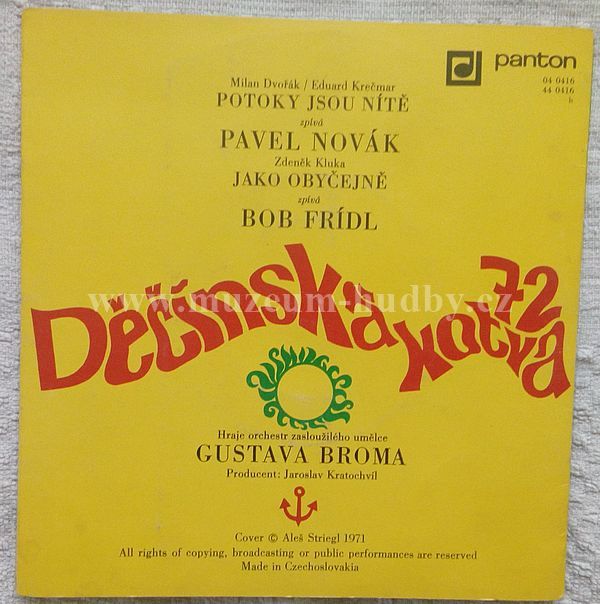 panton
04 0416
44 0416
h
Milan Dvořák / Eduard Krečmar
POTOKY JSOU NÍTĚ
zpívá
PAVEL NOVÁK
Zdeněk Kluka
JAKO OBYČEJNĚ
zpívá
BOB FRÍDL
Děčínská kotva 72
www.muzeum-hudby.cz
Hraje orchestr zasloužilého umělce
GUSTAVA BROMA
Producent: Jaroslav Kratochvíl
Cover © Aleš Striegl 1971
All rights of copying, broadcasting or public performances are reserved
Made in Czechoslovakia